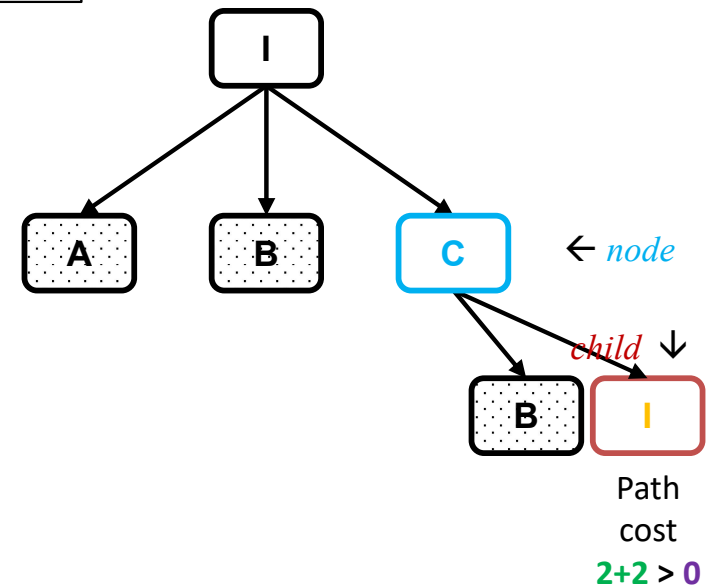 I
A
B
C
← node
child ↓
B
I
Path
cost
2+2 > 0